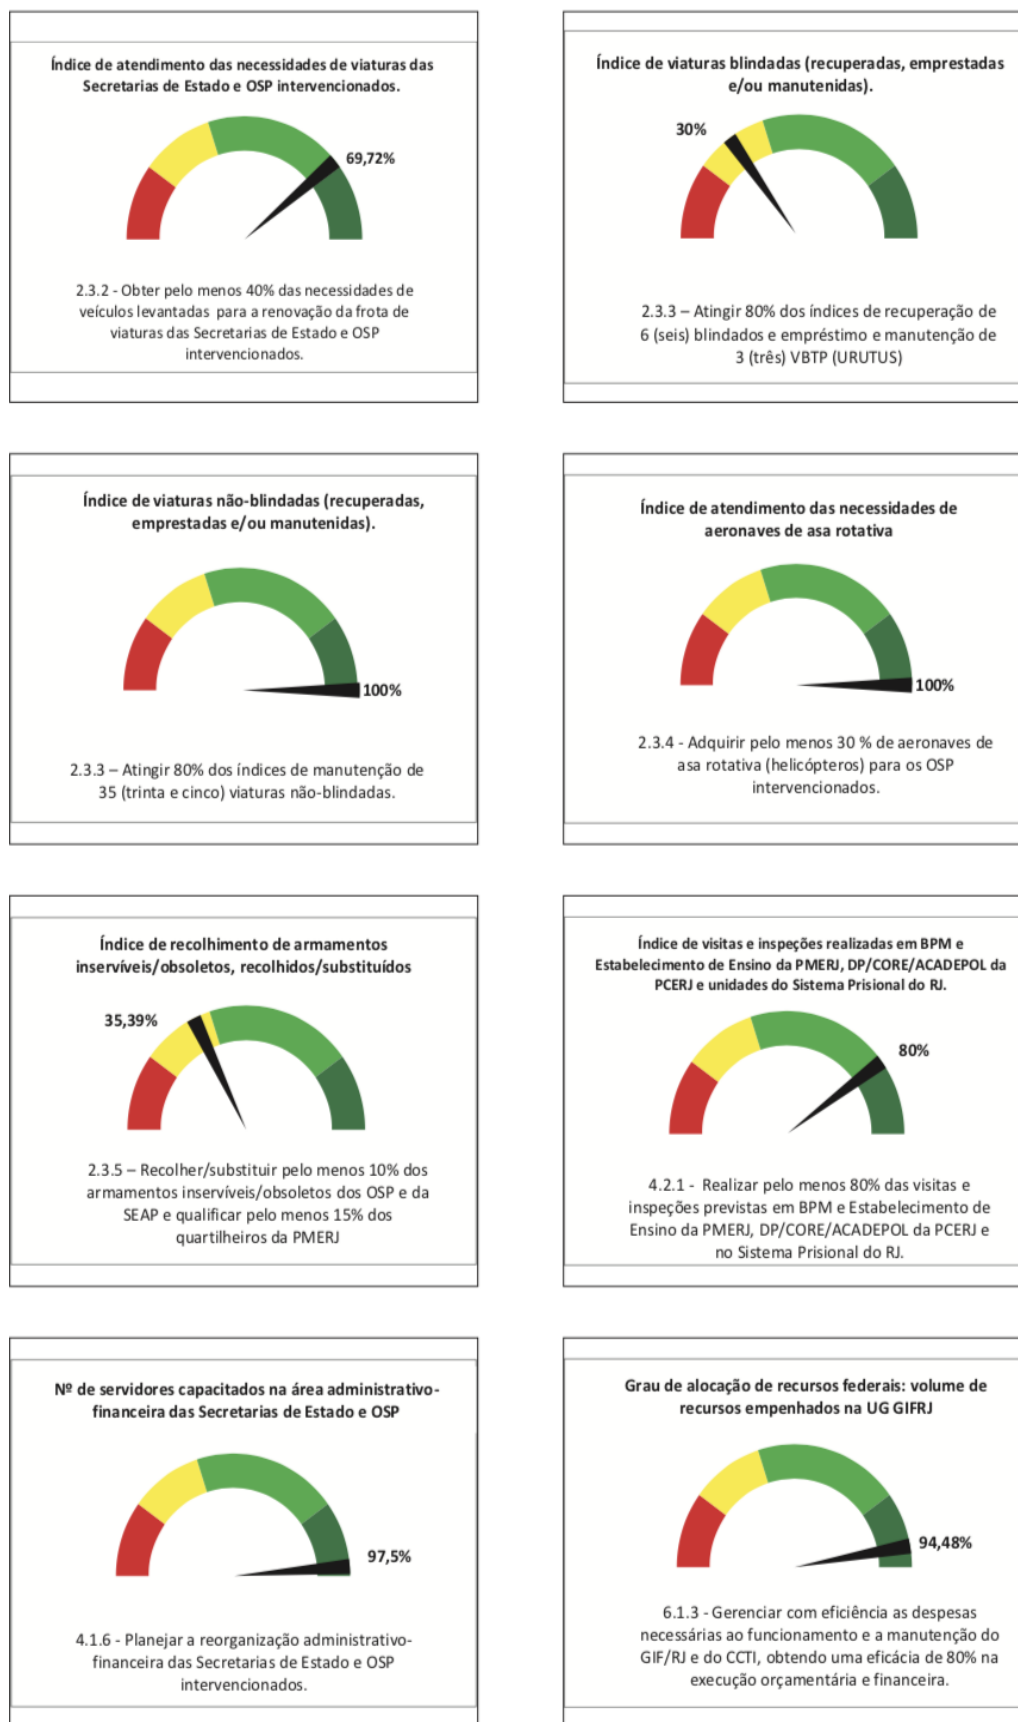 Índice de atendimento das necessidades de viaturas das
Secretarias de Estado e OSP intervencionados.
69,72%
2.3.2 - Obter pelo menos 40% das necessidades de
veículos levantadas para a renovação da frota de
viaturas das Secretarias de Estado e OSP
intervencionados.
Índice de viaturas blindadas (recuperadas, emprestadas
e/ou manutenidas).
30%
2.3.3 – Atingir 80% dos índices de recuperação de
6 (seis) blindados e empréstimo e manutenção de
3 (três) VBTP (URUTUS)
Índice de viaturas não-blindadas (recuperadas,
emprestadas e/ou manutenidas).
100%
2.3.3 – Atingir 80% dos índices de manutenção de
35 (trinta e cinco) viaturas não-blindadas.
Índice de atendimento das necessidades de
aeronaves de asa rotativa
100%
2.3.4 - Adquirir pelo menos 30 % de aeronaves de
asa rotativa (helicópteros) para os OSP
intervencionados.
Índice de recolhimento de armamentos
inservíveis/obsoletos, recolhidos/substituídos
35,39%
2.3.5 – Recolher/substituir pelo menos 10% dos
armamentos inservíveis/obsoletos dos OSP e da
SEAP e qualificar pelo menos 15% dos
quartilheiros da PMERJ
Índice de visitas e inspeções realizadas em BPM e
Estabelecimento de Ensino da PMERJ, DP/CORE/ACADEPOL da
PCERJ e unidades do Sistema Prisional do RJ.
80%
4.2.1 - Realizar pelo menos 80% das visitas e
inspeções previstas em BPM e Estabelecimento de
Ensino da PMERJ, DP/CORE/ACADEPOL da PCERJ e
no Sistema Prisional do RJ.
Nº de servidores capacitados na área administrativo-
financeira das Secretarias de Estado e OSP
97,5%
4.1.6 - Planejar a reorganização administrativo-
financeira das Secretarias de Estado e OSP
intervencionados.
Grau de alocação de recursos federais: volume de
recursos empenhados na UG GIFRJ
94,48%
6.1.3 - Gerenciar com eficiência as despesas
necessárias ao funcionamento e a manutenção do
GIF/RJ e do CCTI, obtendo uma eficácia de 80% na
execução orçamentária e financeira.